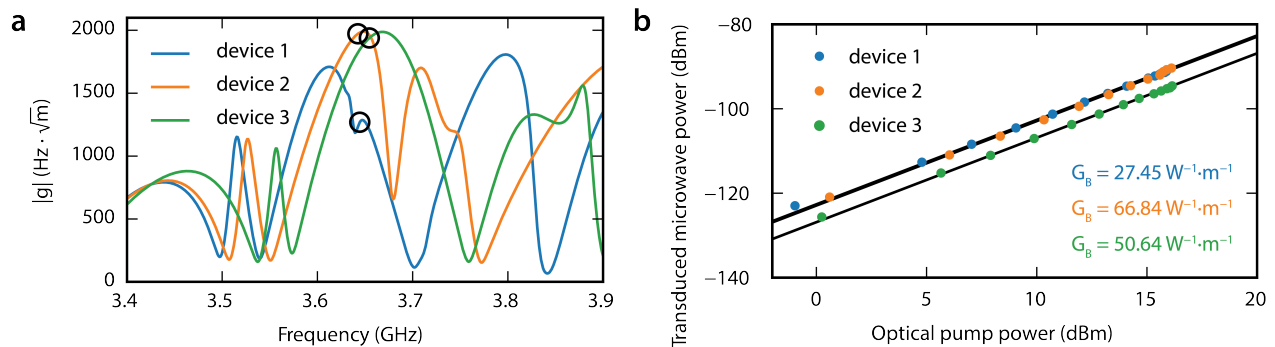 a
|g| (Hz · √m)
2000
1500
1000
500
0
device 1
device 2
device 3
3.4 3.5 3.6 3.7 3.8 3.9
Frequency (GHz)
b
Transduced microwave power (dBm)
−80
−100
−120
−140
device 1
device 2
device 3
G_B = 27.45 W⁻¹·m⁻¹
G_B = 66.84 W⁻¹·m⁻¹
G_B = 50.64 W⁻¹·m⁻¹
0 5 10 15 20
Optical pump power (dBm)